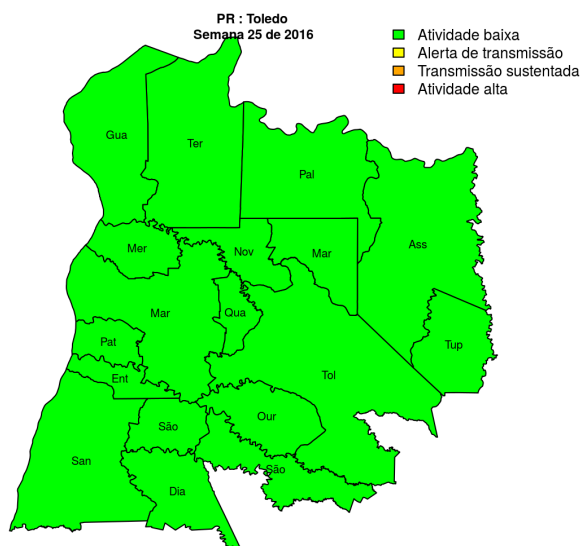 PR : Toledo
Semana 25 de 2016
Atividade baixa
Alerta de transmissão
Transmissão sustentada
Atividade alta
Gua
Ter
Pal
Mer
Nov
Mar
Ass
Mar
Qua
Pat
Tup
Ent
Tol
Our
São
San
São
Dia